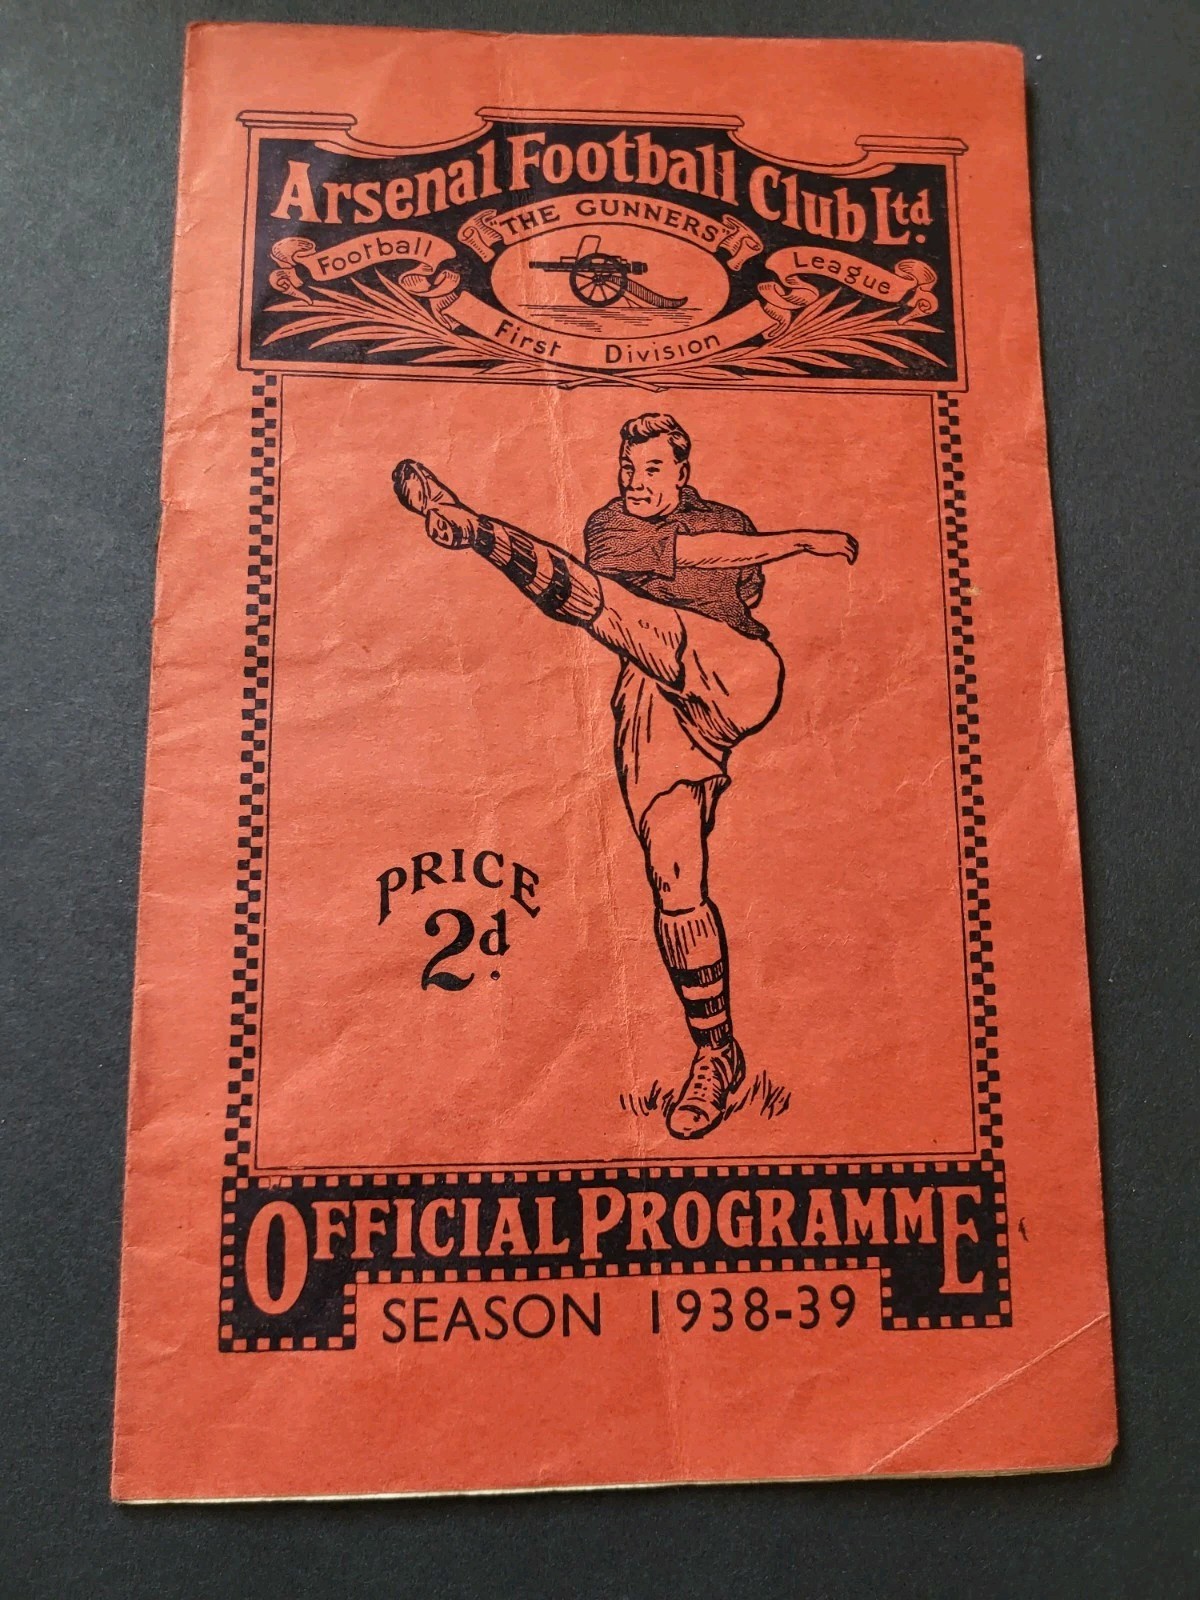 Arsenal Football Club Ltd.
"THE GUNNERS"
Football League
First Division
PRICE
2d.
OFFICIAL PROGRAMME
SEASON 1938-39